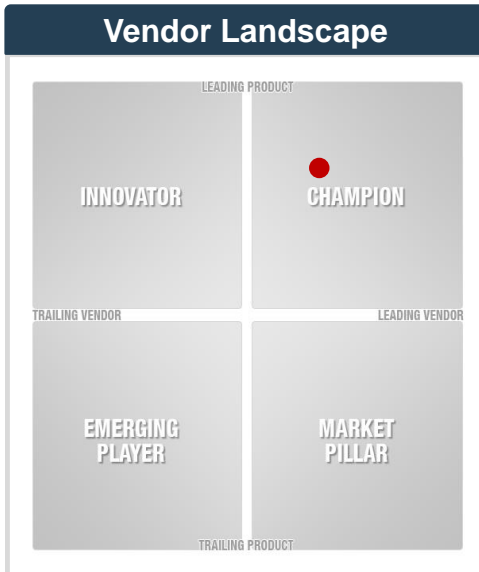 Vendor Landscape
LEADING PRODUCT
INNOVATOR
CHAMPION
TRAILING VENDOR
LEADING VENDOR
EMERGING
PLAYER
MARKET
PILLAR
TRAILING PRODUCT